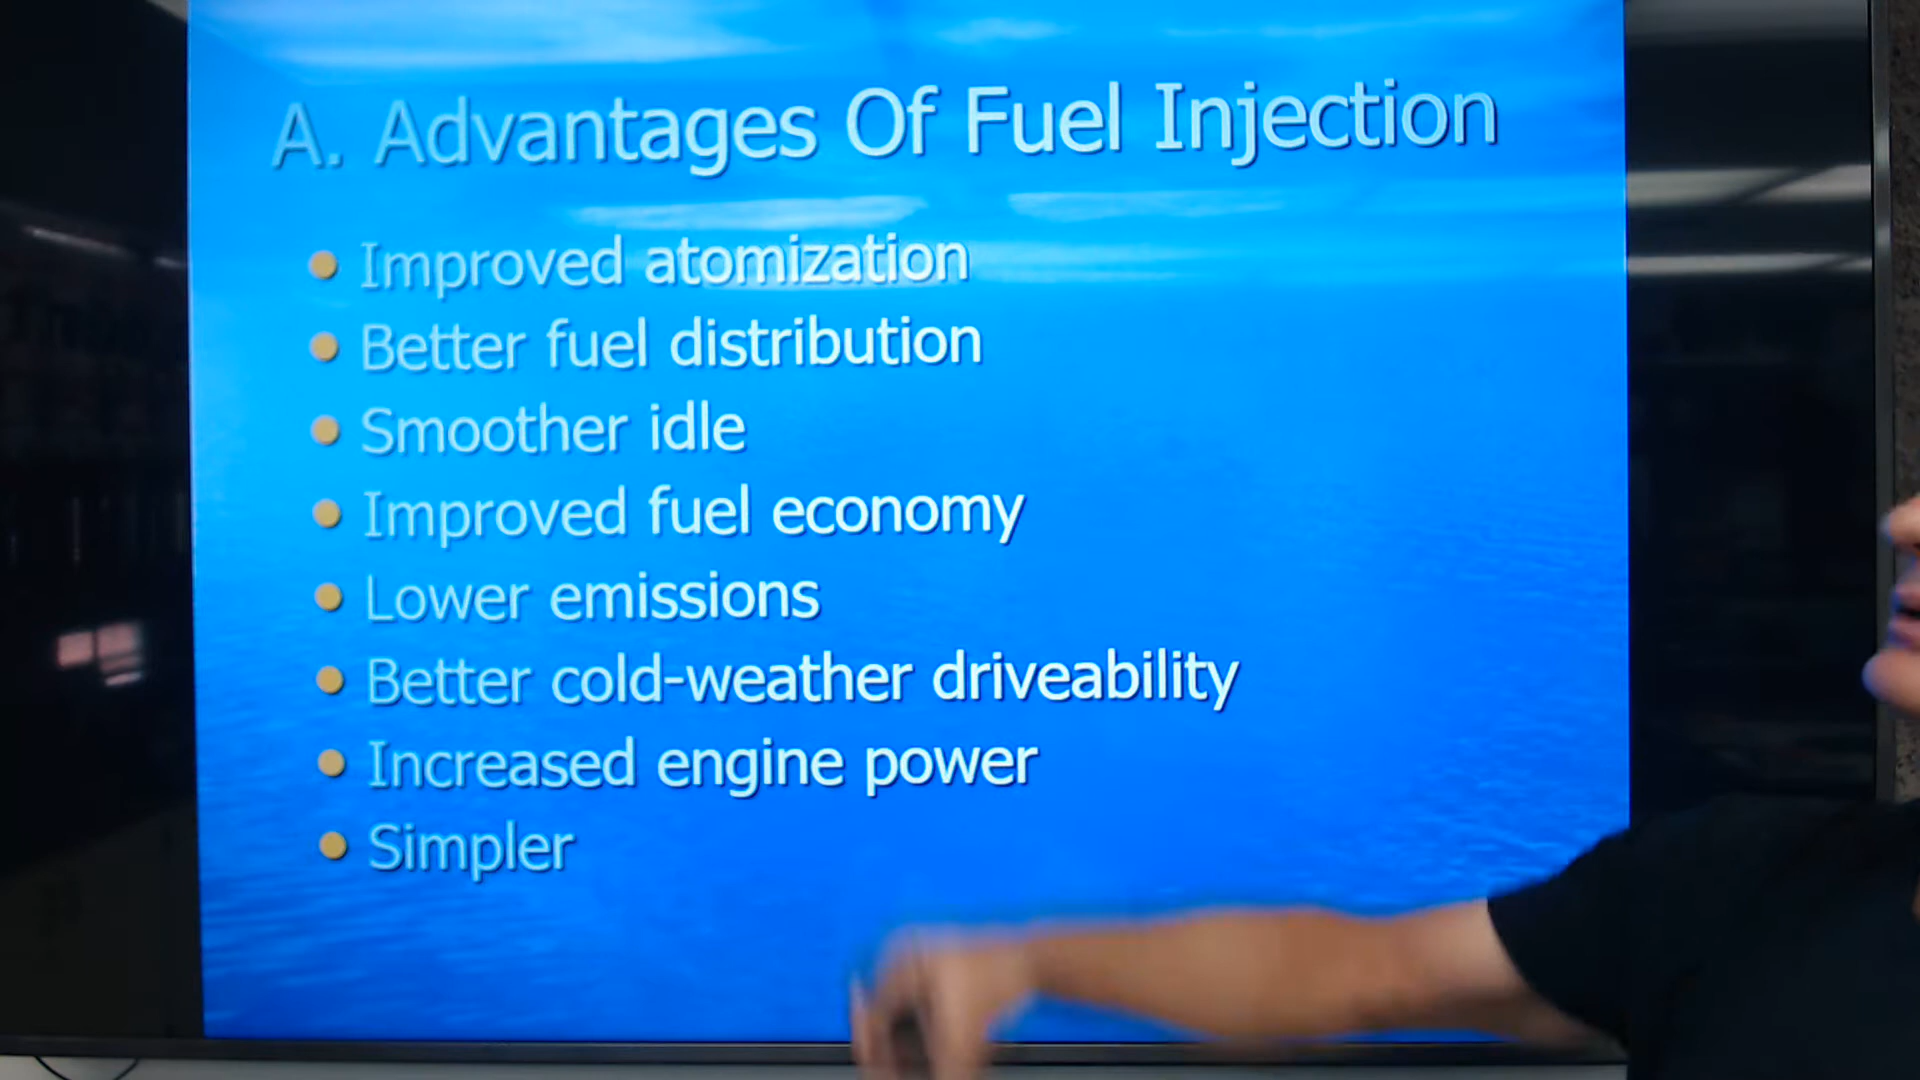 A. Advantages Of Fuel Injection
Improved atomization
Better fuel distribution
Smoother idle
Improved fuel economy
Lower emissions
Better cold-weather driveability
Increased engine power
Simpler